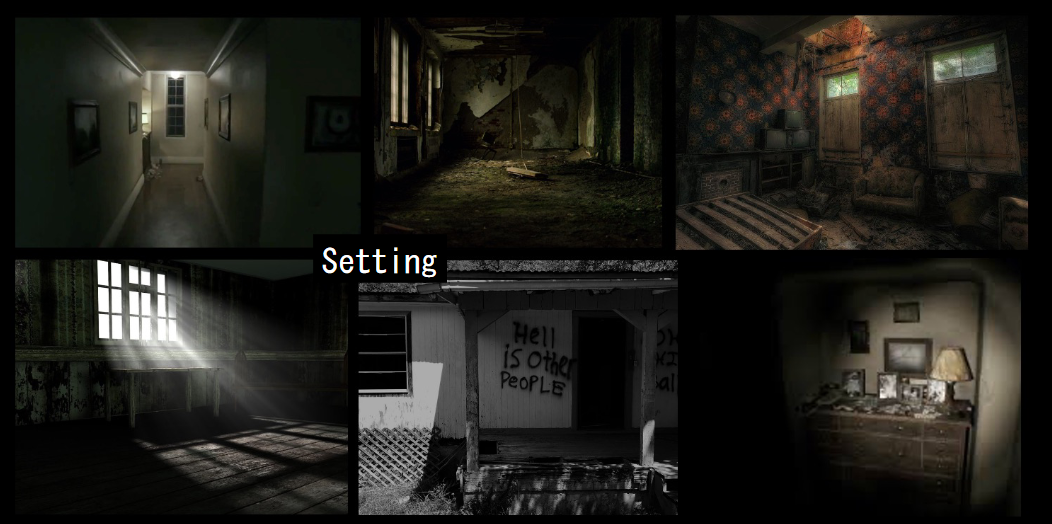 Setting
Hell
is other
PEOPLE